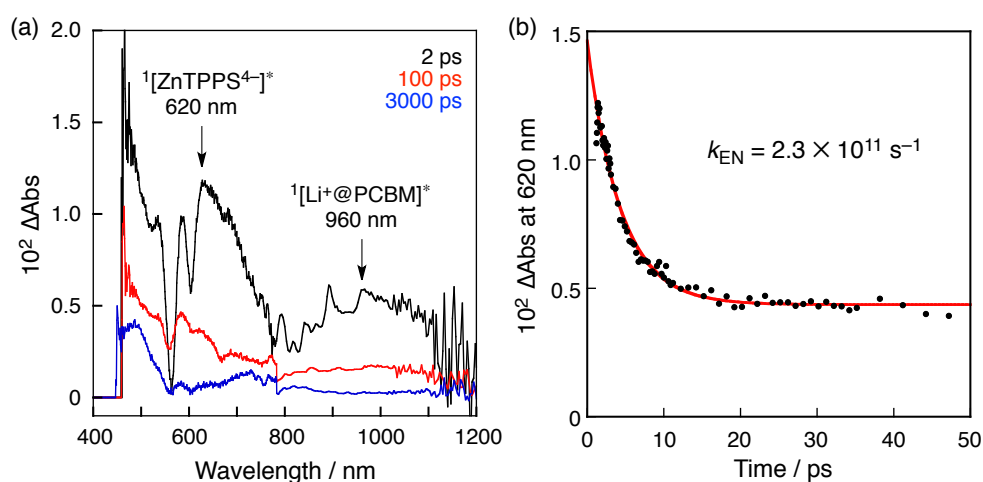 (a)
2.0
1.5
1.0
0.5
0
10² ΔAbs
400 600 800 1000 1200
Wavelength / nm
2 ps
100 ps
3000 ps
¹[ZnTPPS⁴⁻]*
620 nm
¹[Li⁺@PCBM]*
960 nm
(b)
1.5
1.0
0.5
0
10² ΔAbs at 620 nm
0 10 20 30 40 50
Time / ps
k_EN = 2.3 × 10¹¹ s⁻¹